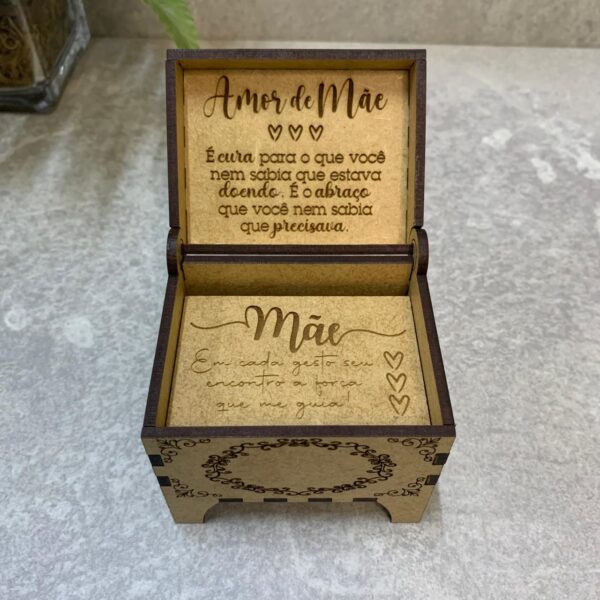 Amor de Mãe
É cura para o que você
nem sabia que estava
doendo. É o abraço
que você nem sabia
que precisava.
Mãe
Em cada gesto seu
encontro a força
que me guia!